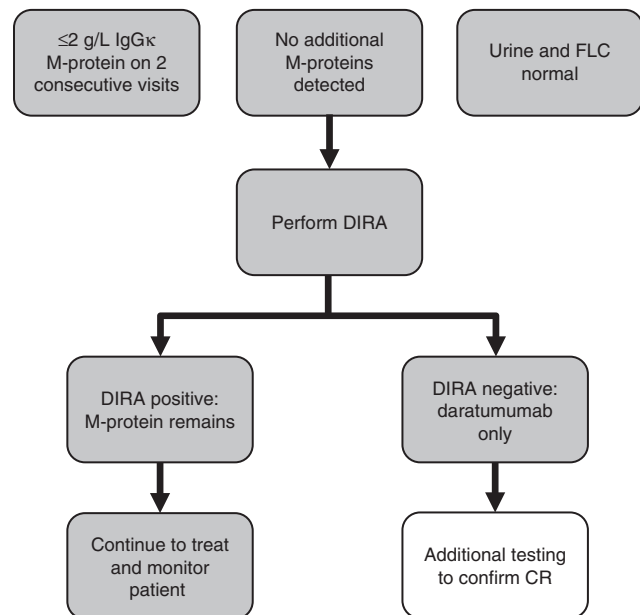 ≤2 g/L IgGκ
M-protein on 2
consecutive visits
No additional
M-proteins
detected
Urine and FLC
normal
Perform DIRA
DIRA positive:
M-protein remains
DIRA negative:
daratumumab
only
Continue to treat
and monitor
patient
Additional testing
to confirm CR